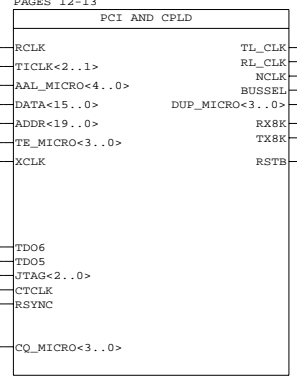 PAGES 12-13
PCI AND CPLD
RCLK
TICLK<2..1>
AAL_MICRO<4..0>
DATA<15..0>
ADDR<19..0>
TE_MICRO<3..0>
XCLK
TL_CLK
RL_CLK
NCLK
BUSSEL
DUP_MICRO<3..0>
RX8K
TX8K
RSTB
TDO6
TDO5
JTAG<2..0>
CTCLK
RSYNC
CQ_MICRO<3..0>